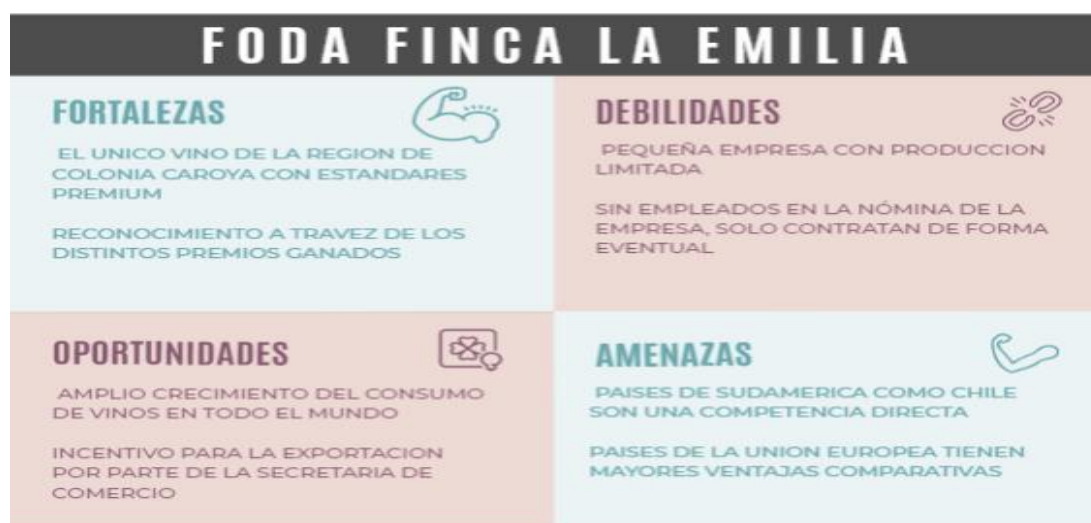 FODA FINCA LA EMILIA
FORTALEZAS
EL UNICO VINO DE LA REGION DE
COLONIA CAROYA CON ESTANDARES
PREMIUM
RECONOCIMIENTO A TRAVEZ DE LOS
DISTINTOS PREMIOS GANADOS
DEBILIDADES
PEQUEÑA EMPRESA CON PRODUCCION
LIMITADA
SIN EMPLEADOS EN LA NÓMINA DE LA
EMPRESA, SOLO CONTRATAN DE FORMA
EVENTUAL
OPORTUNIDADES
AMPLIO CRECIMIENTO DEL CONSUMO
DE VINOS EN TODO EL MUNDO
INCENTIVO PARA LA EXPORTACION
POR PARTE DE LA SECRETARIA DE
COMERCIO
AMENAZAS
PAISES DE SUDAMERICA COMO CHILE
SON UNA COMPETENCIA DIRECTA
PAISES DE LA UNION EUROPEA TIENEN
MAYORES VENTAJAS COMPARATIVAS